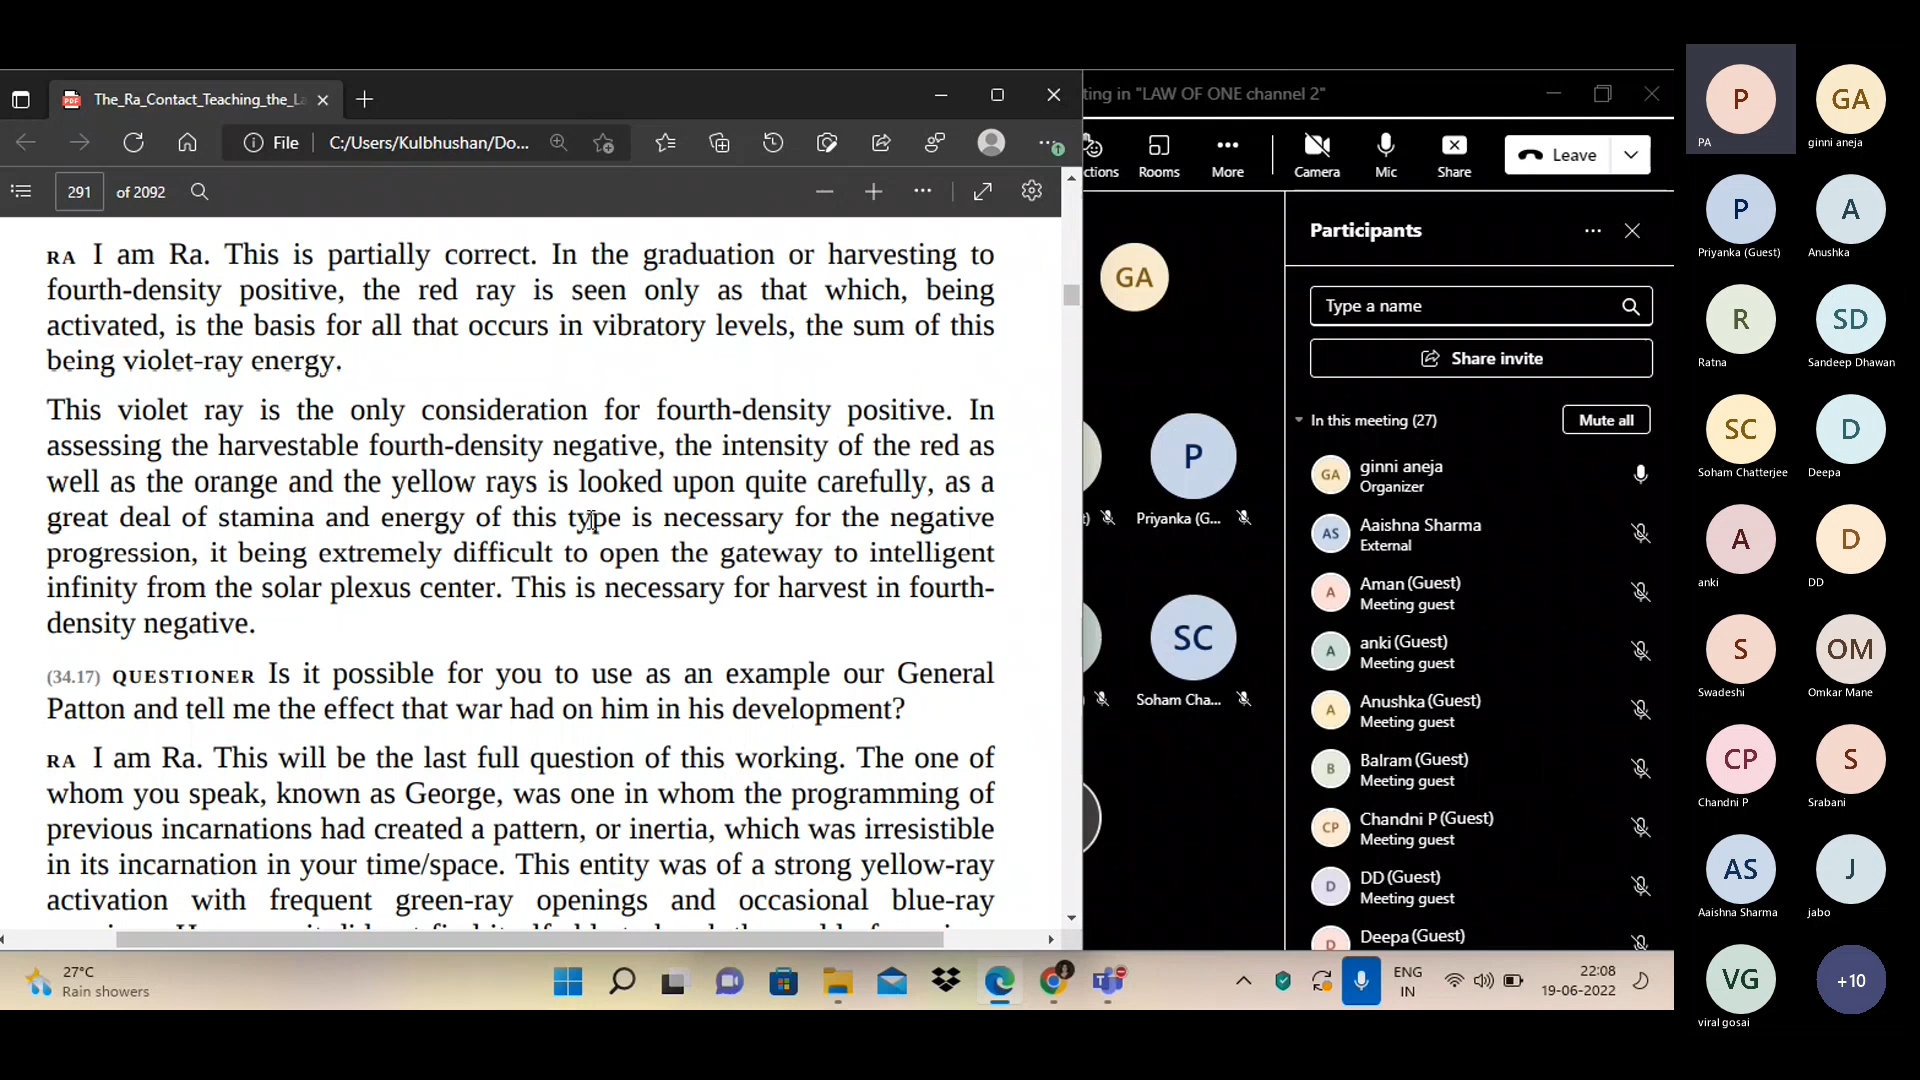 The_Ra_Contact_Teaching_the_La
File
C:/Users/Kulbhushan/Do...
291 of 2092
RA I am Ra. This is partially correct. In the graduation or harvesting to
fourth-density positive, the red ray is seen only as that which, being
activated, is the basis for all that occurs in vibratory levels, the sum of this
being violet-ray energy.
This violet ray is the only consideration for fourth-density positive. In
assessing the harvestable fourth-density negative, the intensity of the red as
well as the orange and the yellow rays is looked upon quite carefully, as a
great deal of stamina and energy of this type is necessary for the negative
progression, it being extremely difficult to open the gateway to intelligent
infinity from the solar plexus center. This is necessary for harvest in fourth-
density negative.
(34.17) QUESTIONER Is it possible for you to use as an example our General
Patton and tell me the effect that war had on him in his development?
RA I am Ra. This will be the last full question of this working. The one of
whom you speak, known as George, was one in whom the programming of
previous incarnations had created a pattern, or inertia, which was irresistible
in its incarnation in your time/space. This entity was of a strong yellow-ray
activation with frequent green-ray openings and occasional blue-ray
ting in "LAW OF ONE channel 2"
ctions
Rooms
More
Camera
Mic
Share
Leave
GA
P
Priyanka (G...
SC
Soham Cha...
Participants
Type a name
Share invite
In this meeting (27)
Mute all
GA
ginni aneja
Organizer
AS
Aaishna Sharma
External
A
Aman (Guest)
Meeting guest
A
anki (Guest)
Meeting guest
A
Anushka (Guest)
Meeting guest
B
Balram (Guest)
Meeting guest
CP
Chandni P (Guest)
Meeting guest
D
DD (Guest)
Meeting guest
D
Deepa (Guest)
P
PA
GA
ginni aneja
P
Priyanka (Guest)
A
Anushka
R
Ratna
SD
Sandeep Dhawan
SC
Soham Chatterjee
D
Deepa
A
anki
D
DD
S
Swadeshi
OM
Omkar Mane
CP
Chandni P
S
Srabani
AS
Aaishna Sharma
J
jabo
VG
viral gosai
+10
27°C
Rain showers
ENG
IN
22:08
19-06-2022